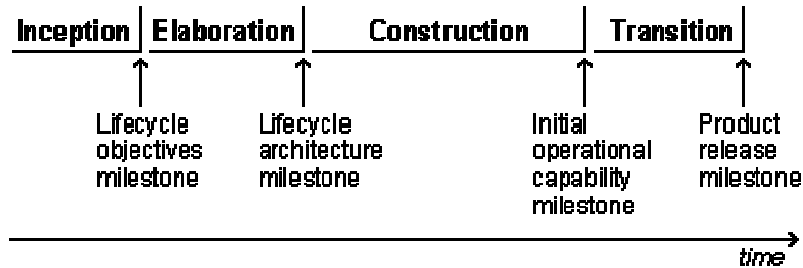 Inception Elaboration Construction Transition
Lifecycle
objectives
milestone
Lifecycle
architecture
milestone
Initial
operational
capability
milestone
Product
release
milestone
time